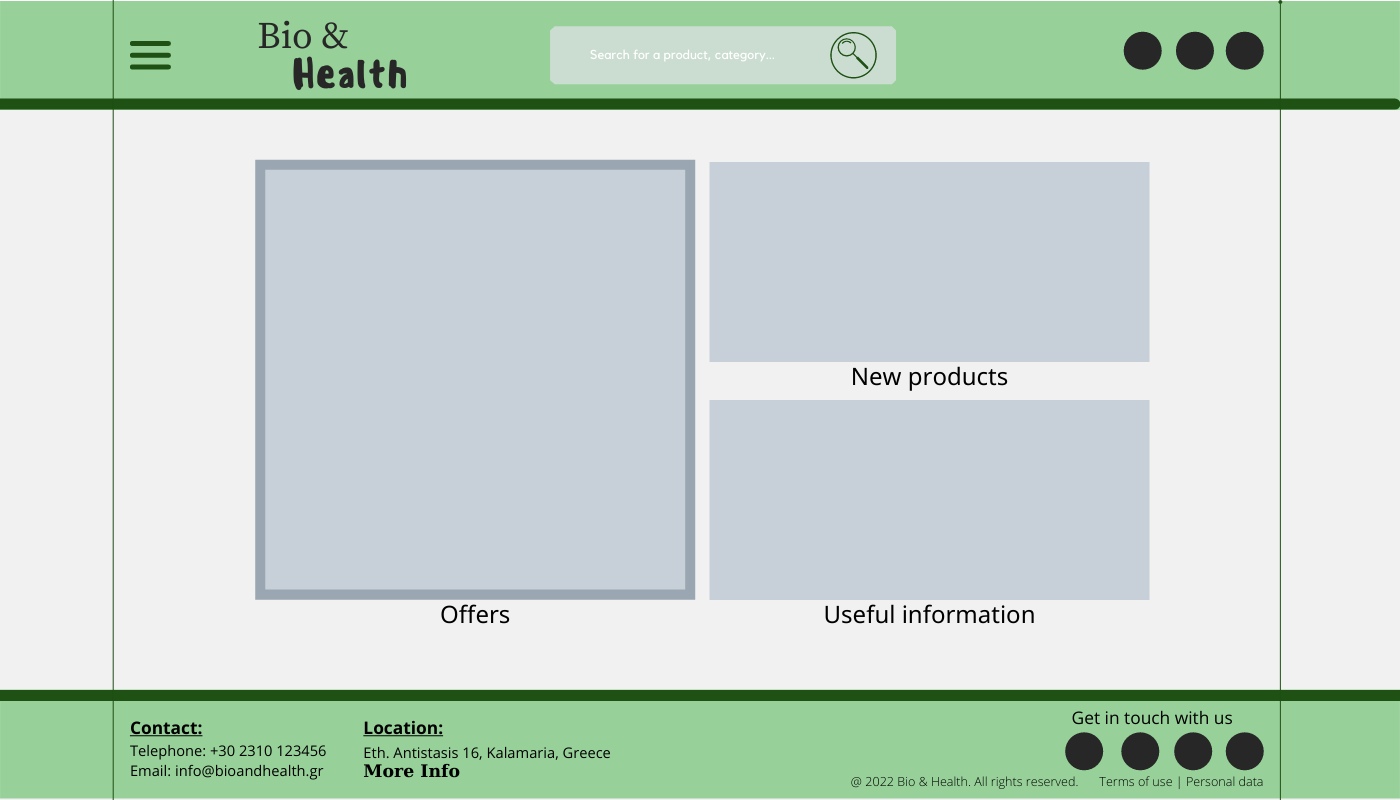 Bio &
Health
Search for a product, category...
New products
Offers
Useful information
Contact:
Telephone: +30 2310 123456
Email: info@bioandhealth.gr
Location:
Eth. Antistasis 16, Kalamaria, Greece
More Info
Get in touch with us
@ 2022 Bio & Health. All rights reserved. Terms of use | Personal data